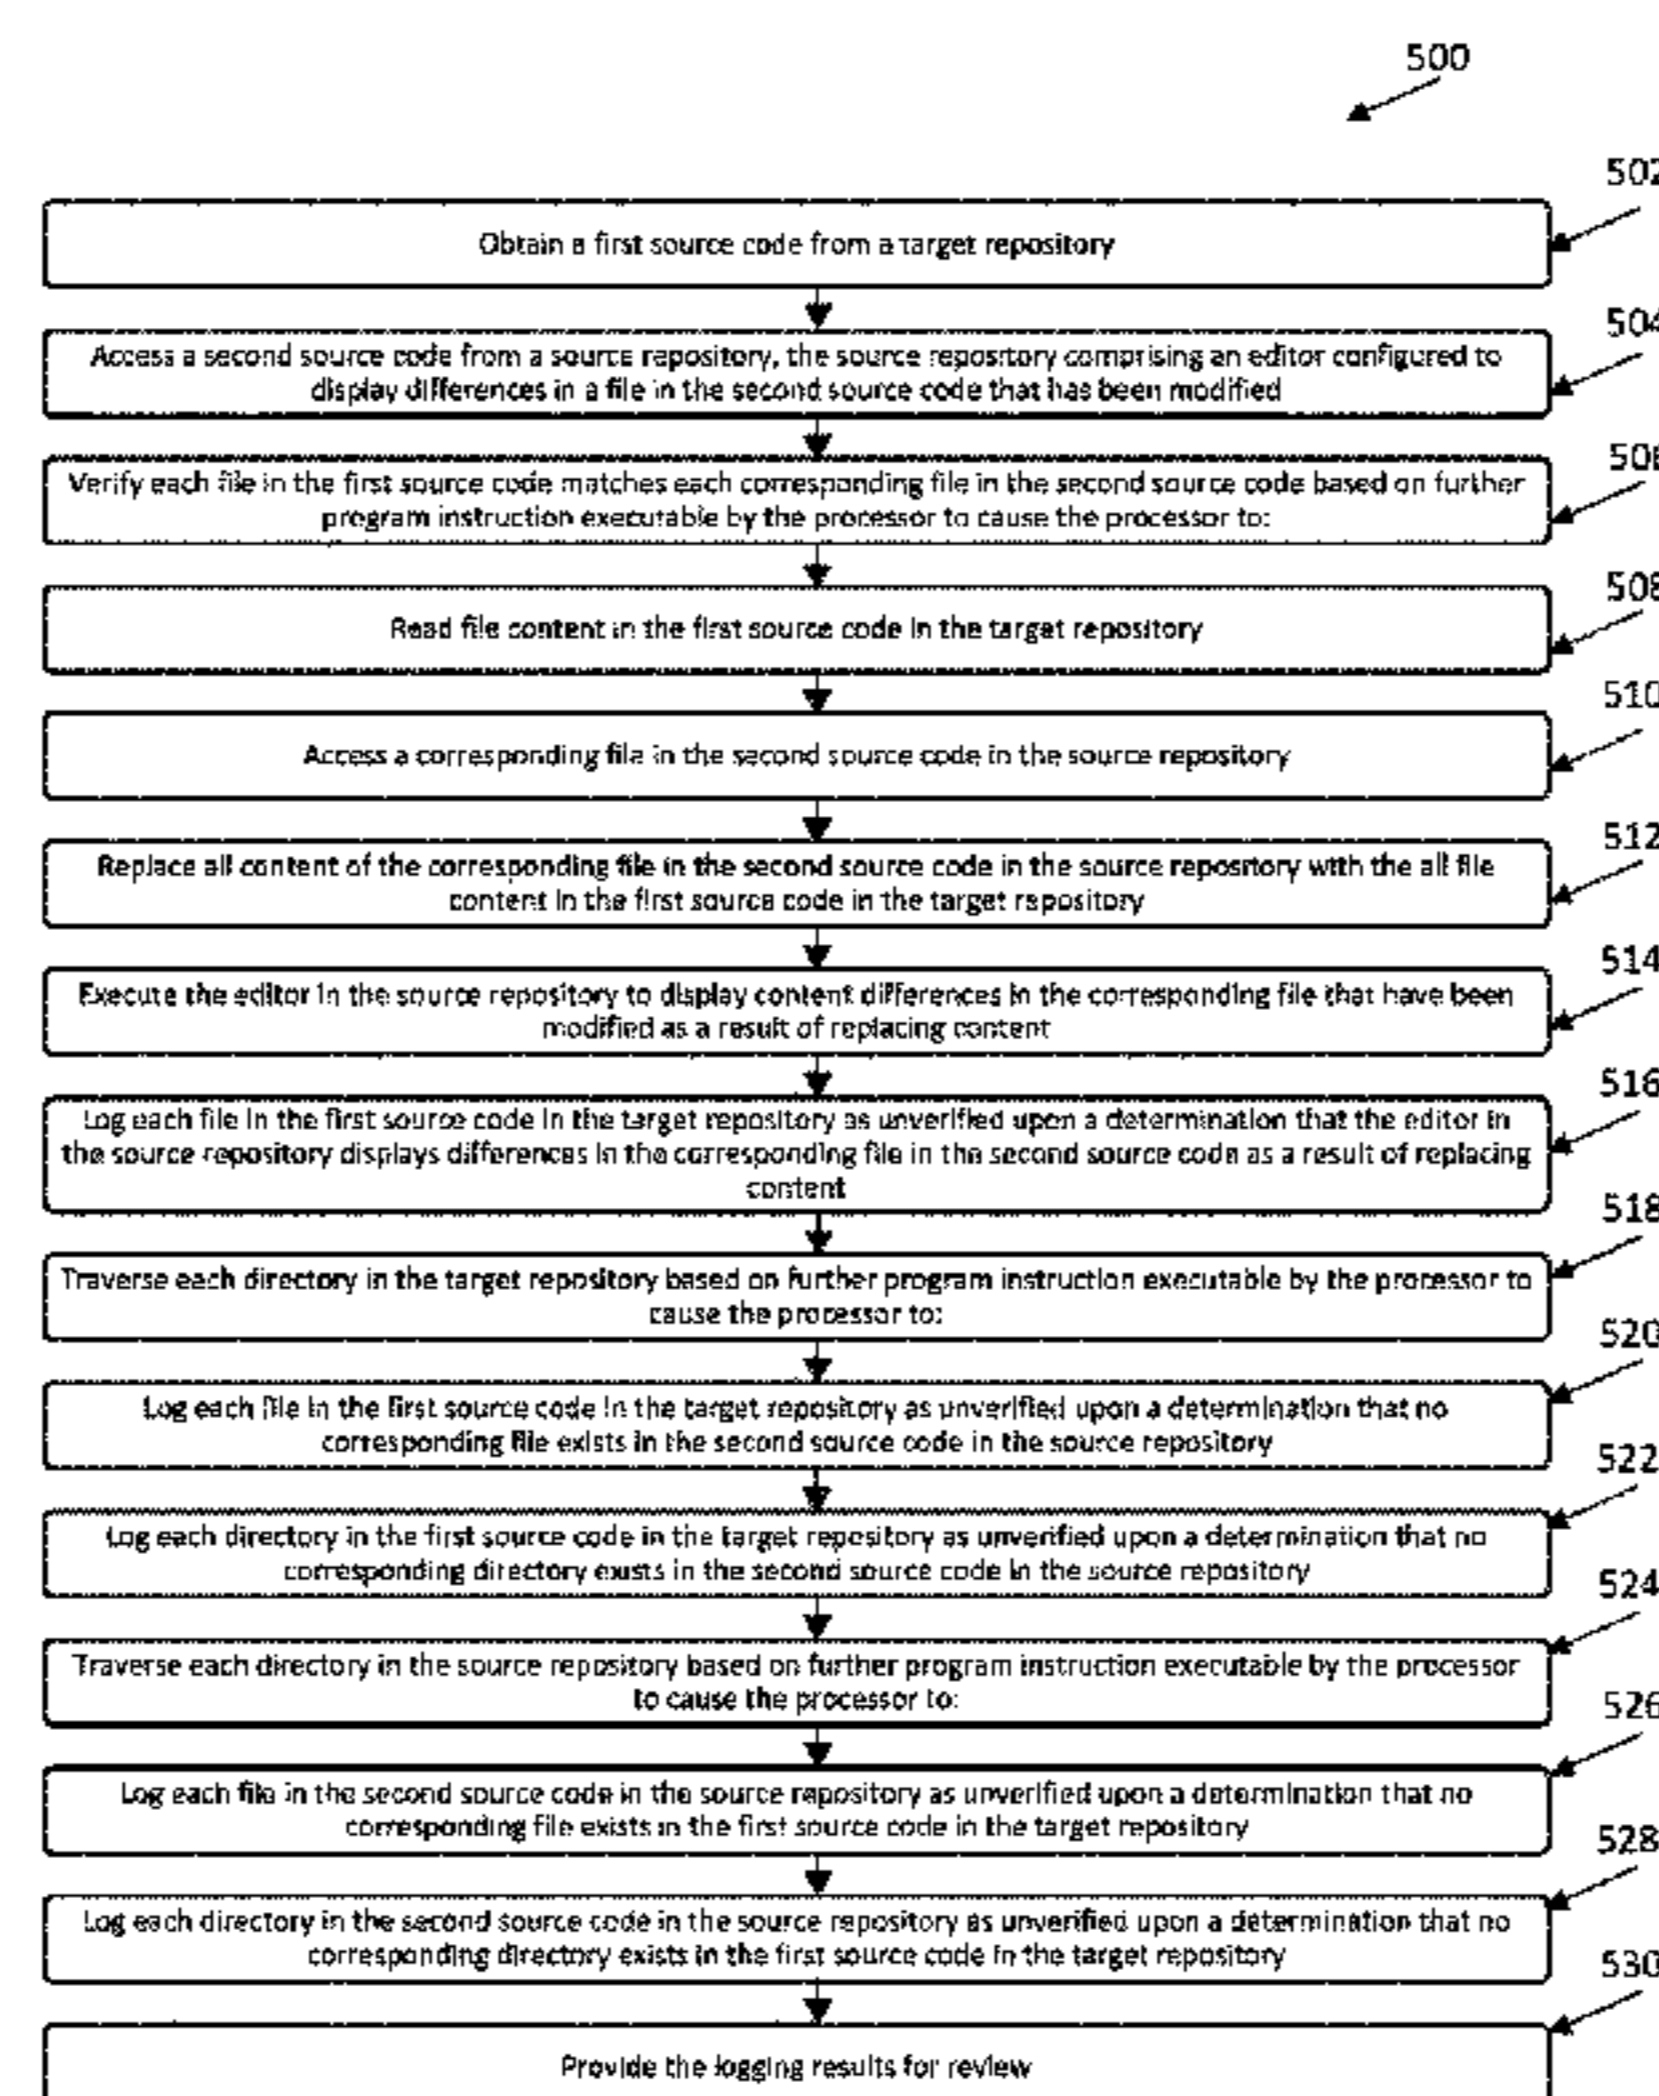 500
502
Obtain a first source code from a target repository
504
Access a second source code from a source repository, the source repository comprising an editor configured to
display differences in a file in the second source code that has been modified
506
Verify each file in the first source code matches each corresponding file in the second source code based on further
program instruction executable by the processor to cause the processor to:
508
Read file content in the first source code in the target repository
510
Access a corresponding file in the second source code in the source repository
512
Replace all content of the corresponding file in the second source code in the source repository with the all file
content in the first source code in the target repository
514
Execute the editor in the source repository to display content differences in the corresponding file that have been
modified as a result of replacing content
516
Log each file in the first source code in the target repository as unverified upon a determination that the editor in
the source repository displays differences in the corresponding file in the second source code as a result of replacing
content
518
Traverse each directory in the target repository based on further program instruction executable by the processor to
cause the processor to:
520
Log each file in the first source code in the target repository as unverified upon a determination that no
corresponding file exists in the second source code in the source repository
522
Log each directory in the first source code in the target repository as unverified upon a determination that no
corresponding directory exists in the second source code in the source repository
524
Traverse each directory in the source repository based on further program instruction executable by the processor
to cause the processor to:
526
Log each file in the second source code in the source repository as unverified upon a determination that no
corresponding file exists in the first source code in the target repository
528
Log each directory in the second source code in the source repository as unverified upon a determination that no
corresponding directory exists in the first source code in the target repository
530
Provide the logging results for review